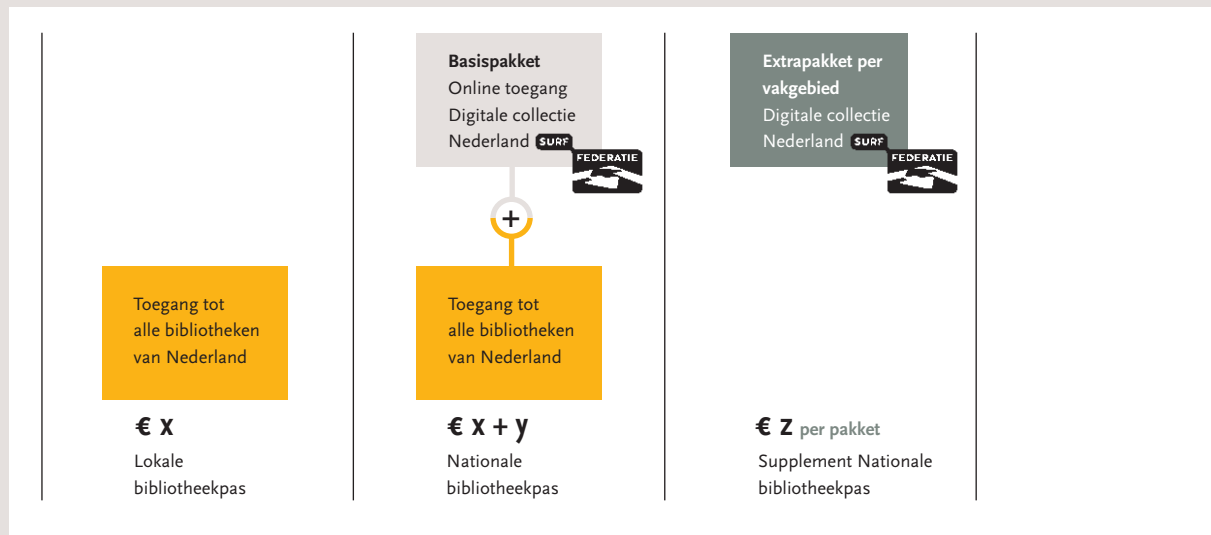 Toegang tot
alle bibliotheken
van Nederland
€ x
Lokale
bibliotheekpas
Basispakket
Online toegang
Digitale collectie
Nederland SURF
FEDERATIE
+
Toegang tot
alle bibliotheken
van Nederland
€ x + y
Nationale
bibliotheekpas
Extrapakket per
vakgebied
Digitale collectie
Nederland SURF
FEDERATIE
€ z per pakket
Supplement Nationale
bibliotheekpas